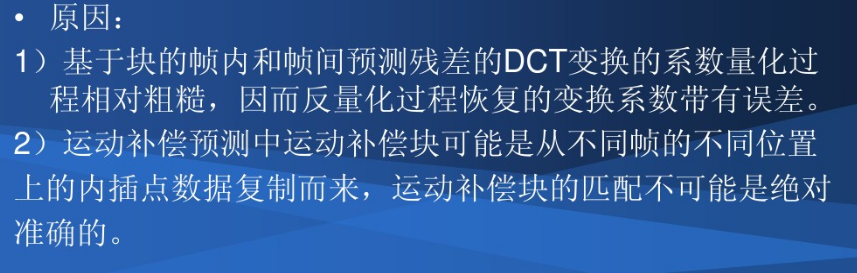 • 原因：
1）基于块的帧内和帧间预测残差的DCT变换的系数量化过
程相对粗糙，因而反量化过程恢复的变换系数带有误差。
2）运动补偿预测中运动补偿块可能是从不同帧的不同位置
上的内插点数据复制而来，运动补偿块的匹配不可能是绝对
准确的。